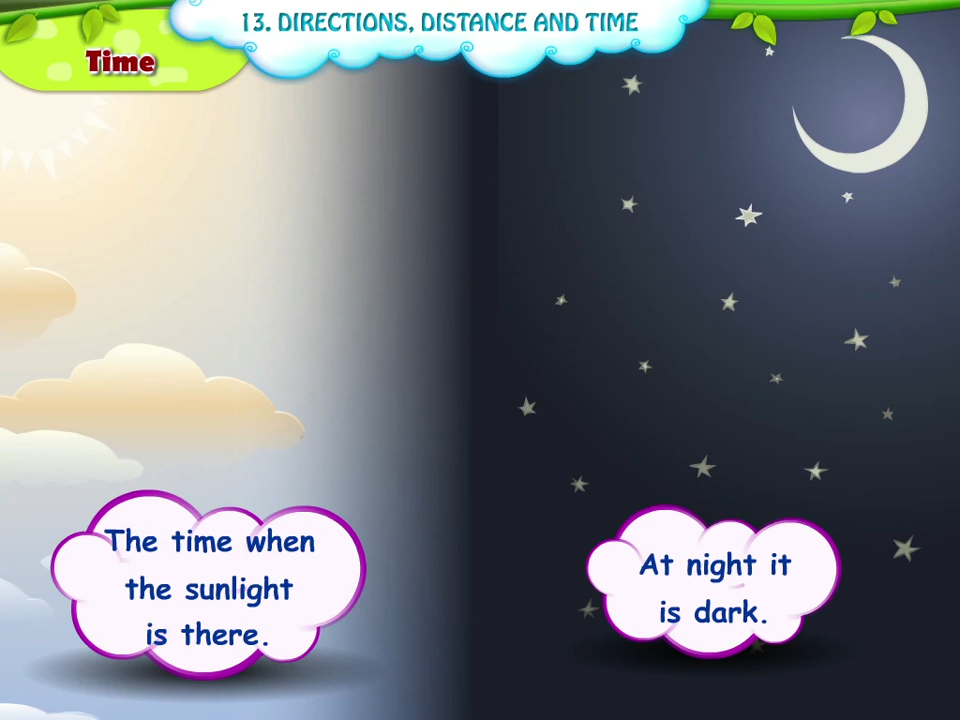 13. DIRECTIONS, DISTANCE AND TIME
Time
The time when
the sunlight
is there.
At night it
is dark.